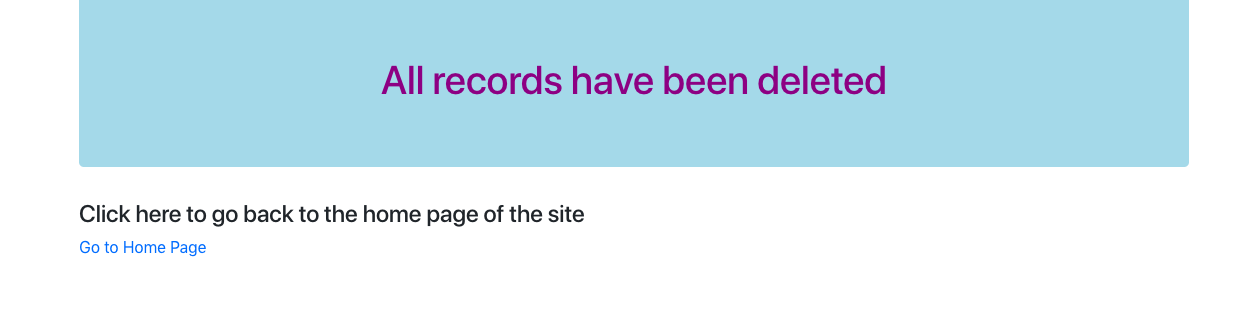 All records have been deleted
Click here to go back to the home page of the site
Go to Home Page